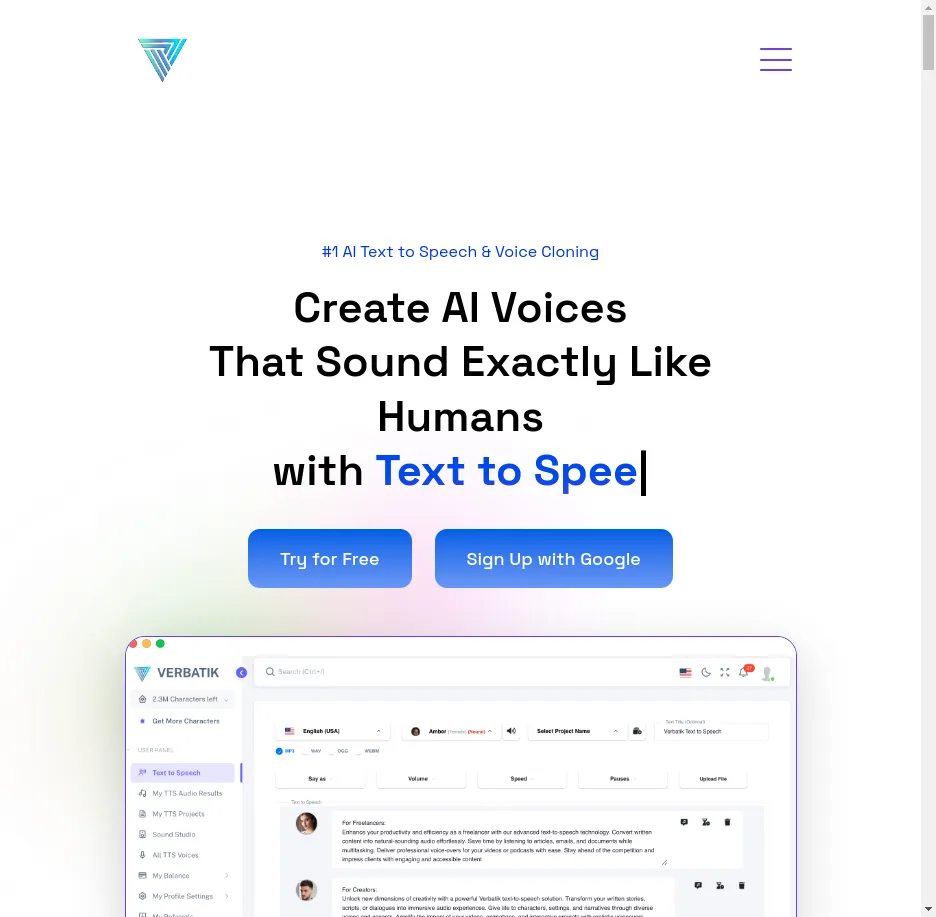 #1 AI Text to Speech & Voice Cloning
Create AI Voices
That Sound Exactly Like
Humans
with Text to Spee
Try for Free
Sign Up with Google
VERBATIK
Search (Ctrl+/)
2.3M Characters left
Get More Characters
USER PANEL
Text to Speech
My TTS Audio Results
My TTS Projects
Sound Studio
All TTS Voices
My Balance
My Profile Settings
My Referrals
English (USA)
Amber (Female) (Neural)
Select Project Name
Text Title (Optional)
Verbatik Text to Speech
MP3
WAV
OGG
WEBM
Say as
Volume
Speed
Pauses
Upload File
Text to Speech
For Freelancers:
Enhance your productivity and efficiency as a freelancer with our advanced text-to-speech technology. Convert written
content into natural-sounding audio effortlessly. Save time by listening to articles, emails, and documents while
multitasking. Deliver professional voice-overs for your videos or podcasts with ease. Stay ahead of the competition and
impress clients with engaging and accessible content
For Creators:
Unlock new dimensions of creativity with a powerful Verbatik text-to-speech solution. Transform your written stories,
scripts, or dialogues into immersive audio experiences. Give life to characters, settings, and narratives through diverse